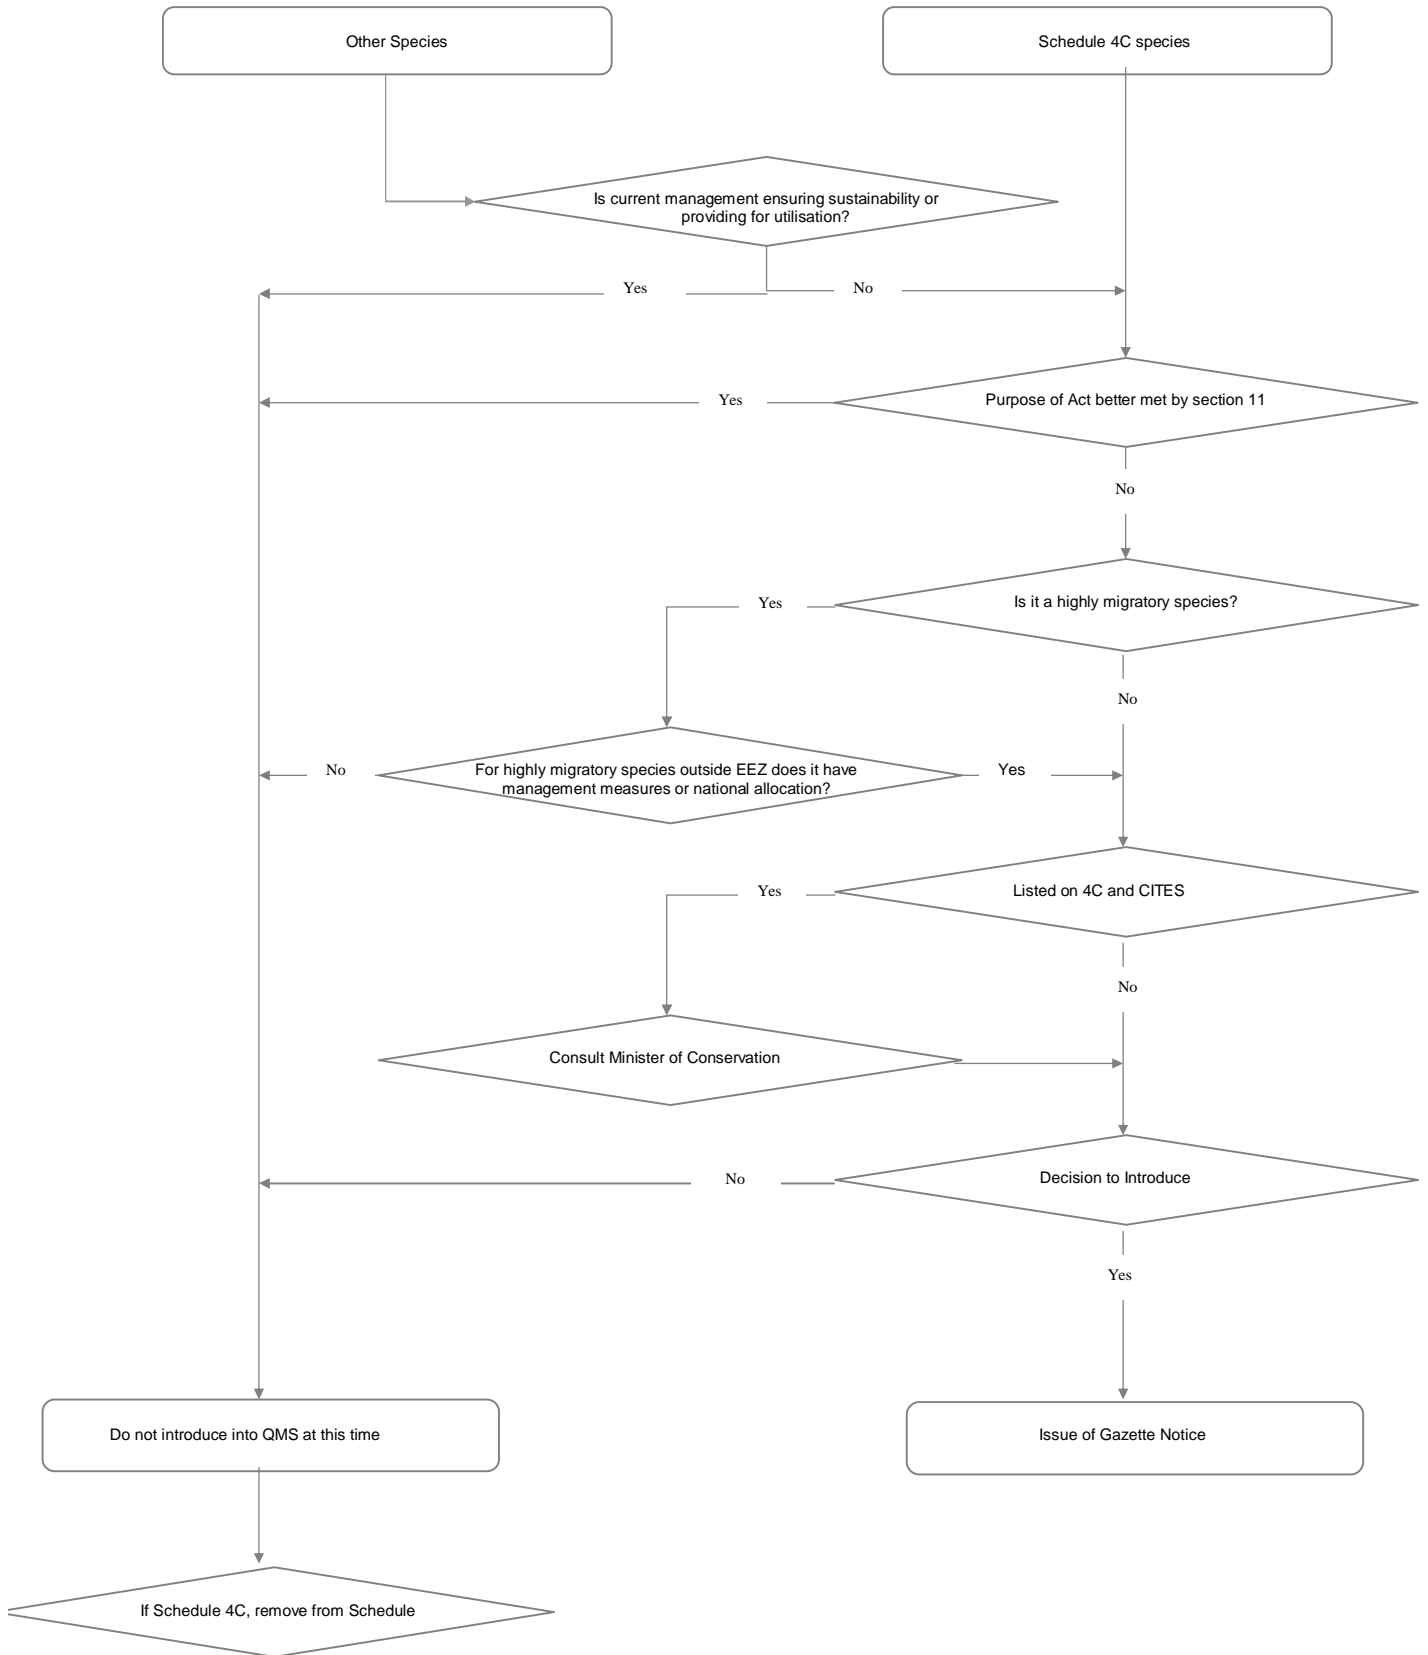 Other Species
Schedule 4C species
Is current management ensuring sustainability or
providing for utilisation?
Yes
No
Purpose of Act better met by section 11
Yes
No
Is it a highly migratory species?
Yes
No
For highly migratory species outside EEZ does it have
management measures or national allocation?
No
Yes
Listed on 4C and CITES
Yes
No
Consult Minister of Conservation
Decision to Introduce
No
Yes
Do not introduce into QMS at this time
Issue of Gazette Notice
If Schedule 4C, remove from Schedule